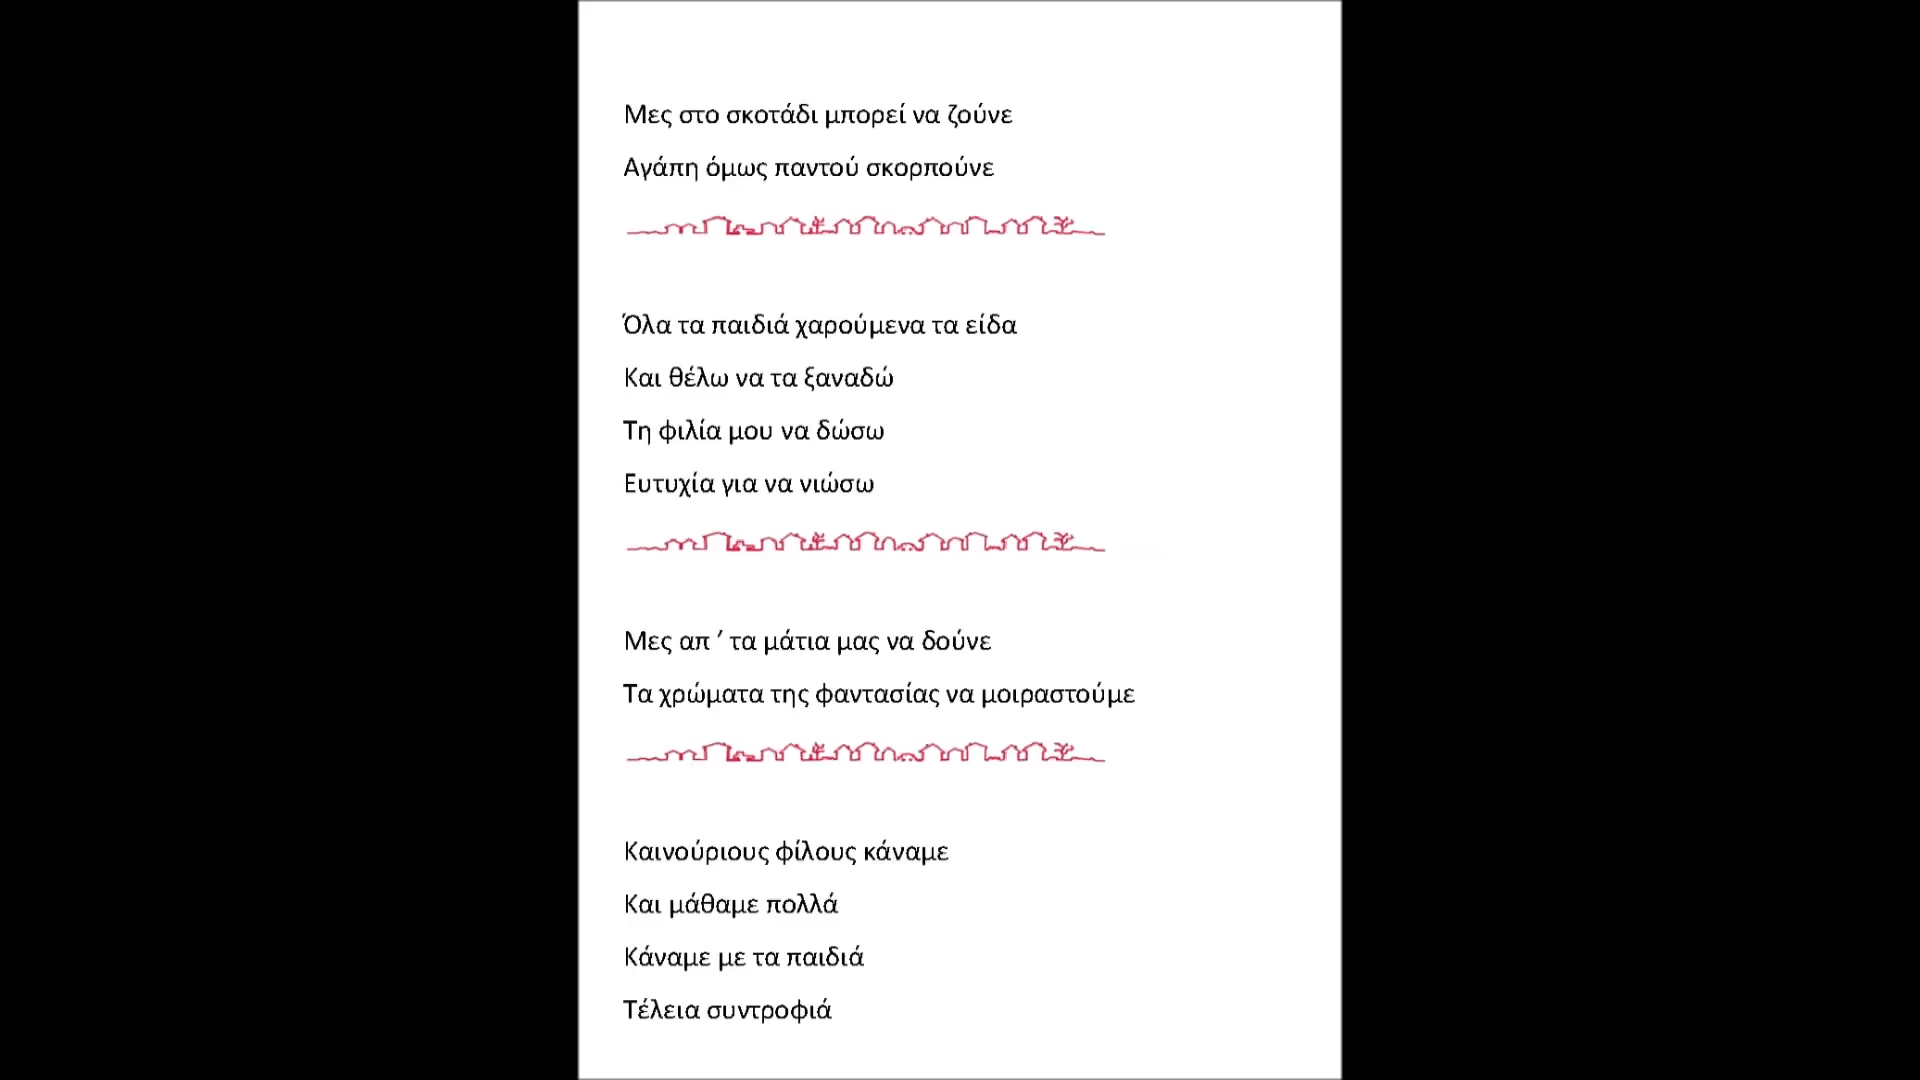 Μες στο σκοτάδι μπορεί να ζούνε
Αγάπη όμως παντού σκορπούνε
Όλα τα παιδιά χαρούμενα τα είδα
Και θέλω να τα ξαναδώ
Τη φιλία μου να δώσω
Ευτυχία για να νιώσω
Μες απ ’ τα μάτια μας να δούνε
Τα χρώματα της φαντασίας να μοιραστούμε
Καινούριους φίλους κάναμε
Και μάθαμε πολλά
Κάναμε με τα παιδιά
Τέλεια συντροφιά